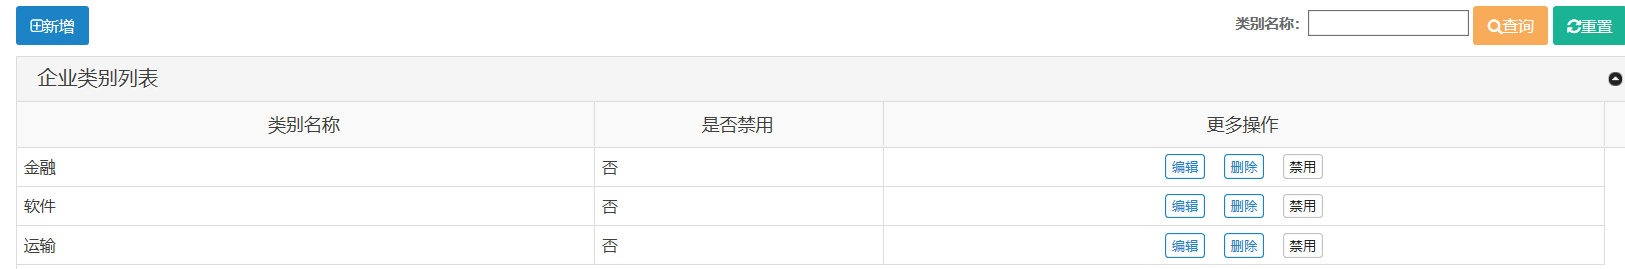 新增 类别名称: 查询 重置
企业类别列表
类别名称 是否禁用 更多操作
金融 否 编辑 删除 禁用
软件 否 编辑 删除 禁用
运输 否 编辑 删除 禁用